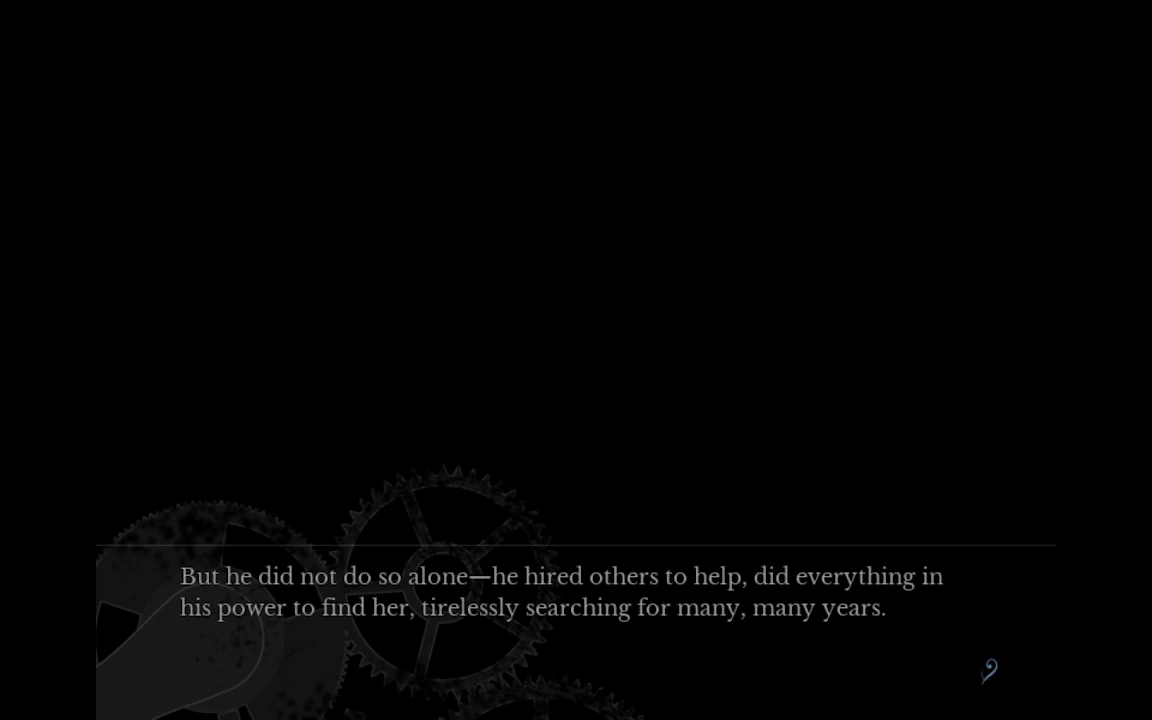 But he did not do so alone—he hired others to help, did everything in
his power to find her, tirelessly searching for many, many years.